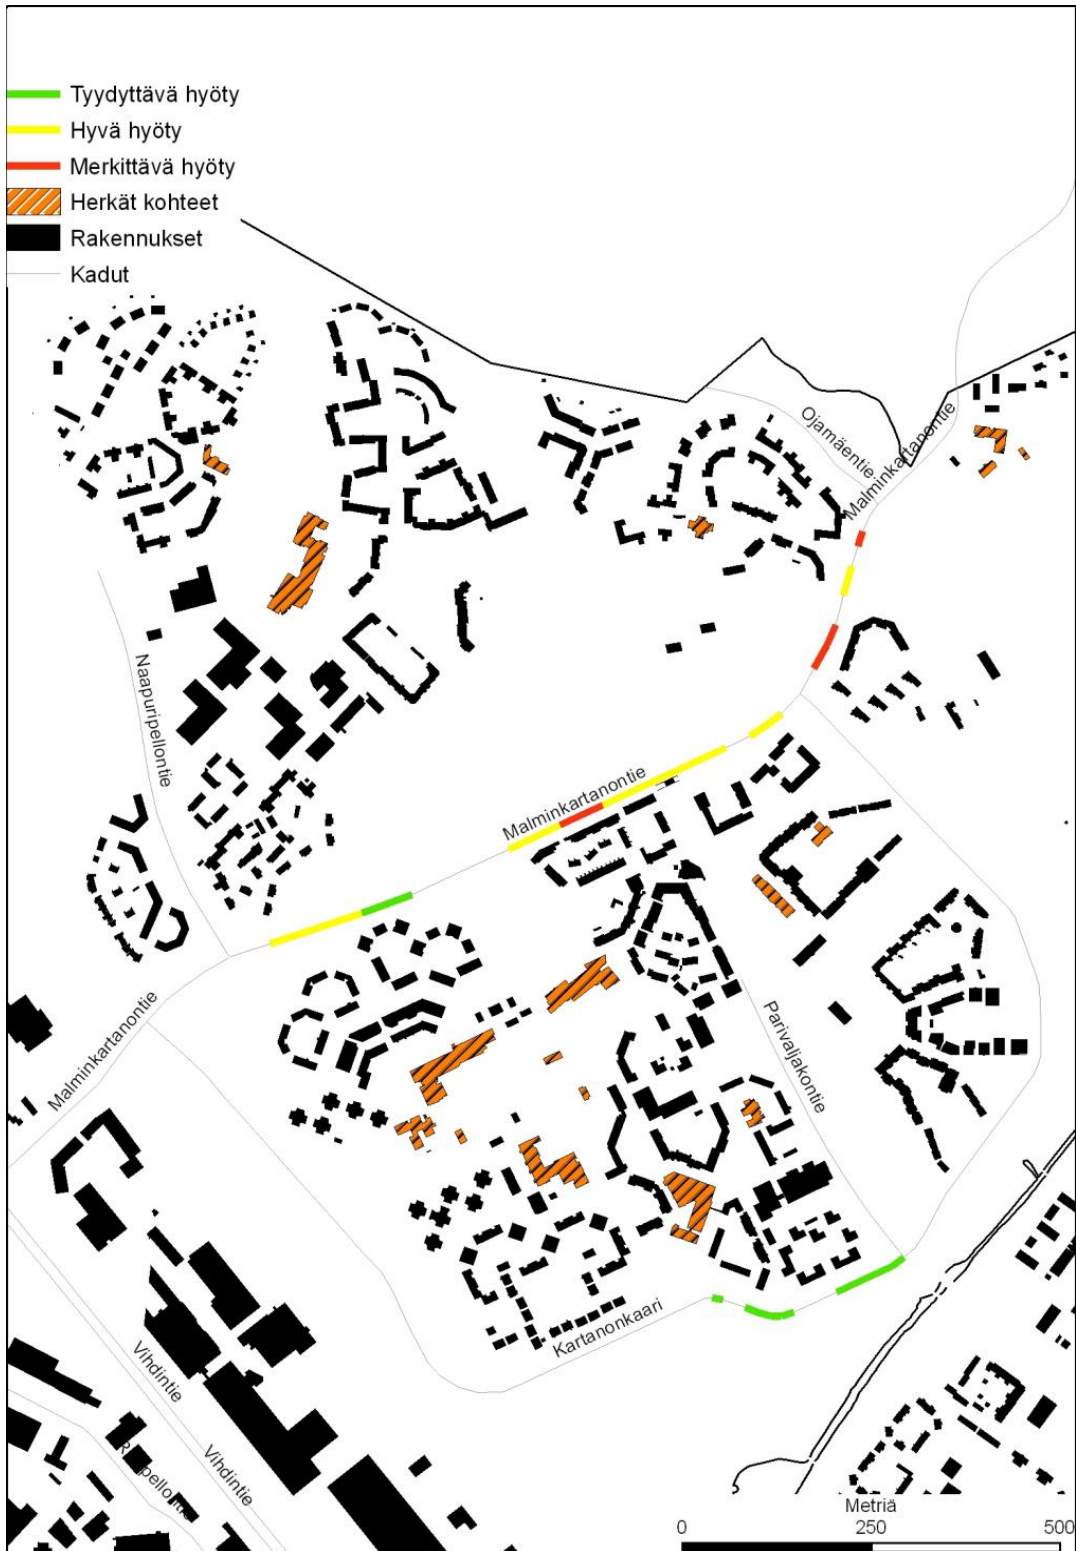 Tyydyttävä hyöty
Hyvä hyöty
Merkittävä hyöty
Herkät kohteet
Rakennukset
Kadut
Ojamäentie
Malminkartanontie
Naapuripellontie
Malminkartanontie
Malminkartanontie
Parivaljakontie
Kartanonkaari
Vihdintie
Vihdintie
Metriä
0 250 500